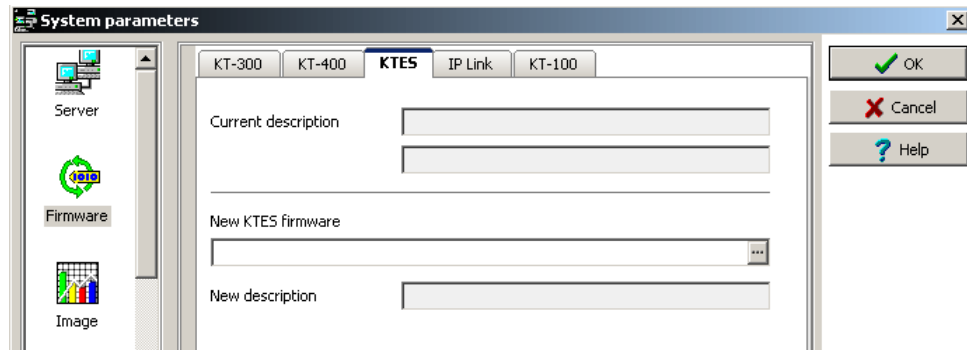 System parameters
Server
Firmware
Image
KT-300
KT-400
KTES
IP Link
KT-100
Current description
New KTES firmware
...
New description
OK
Cancel
Help